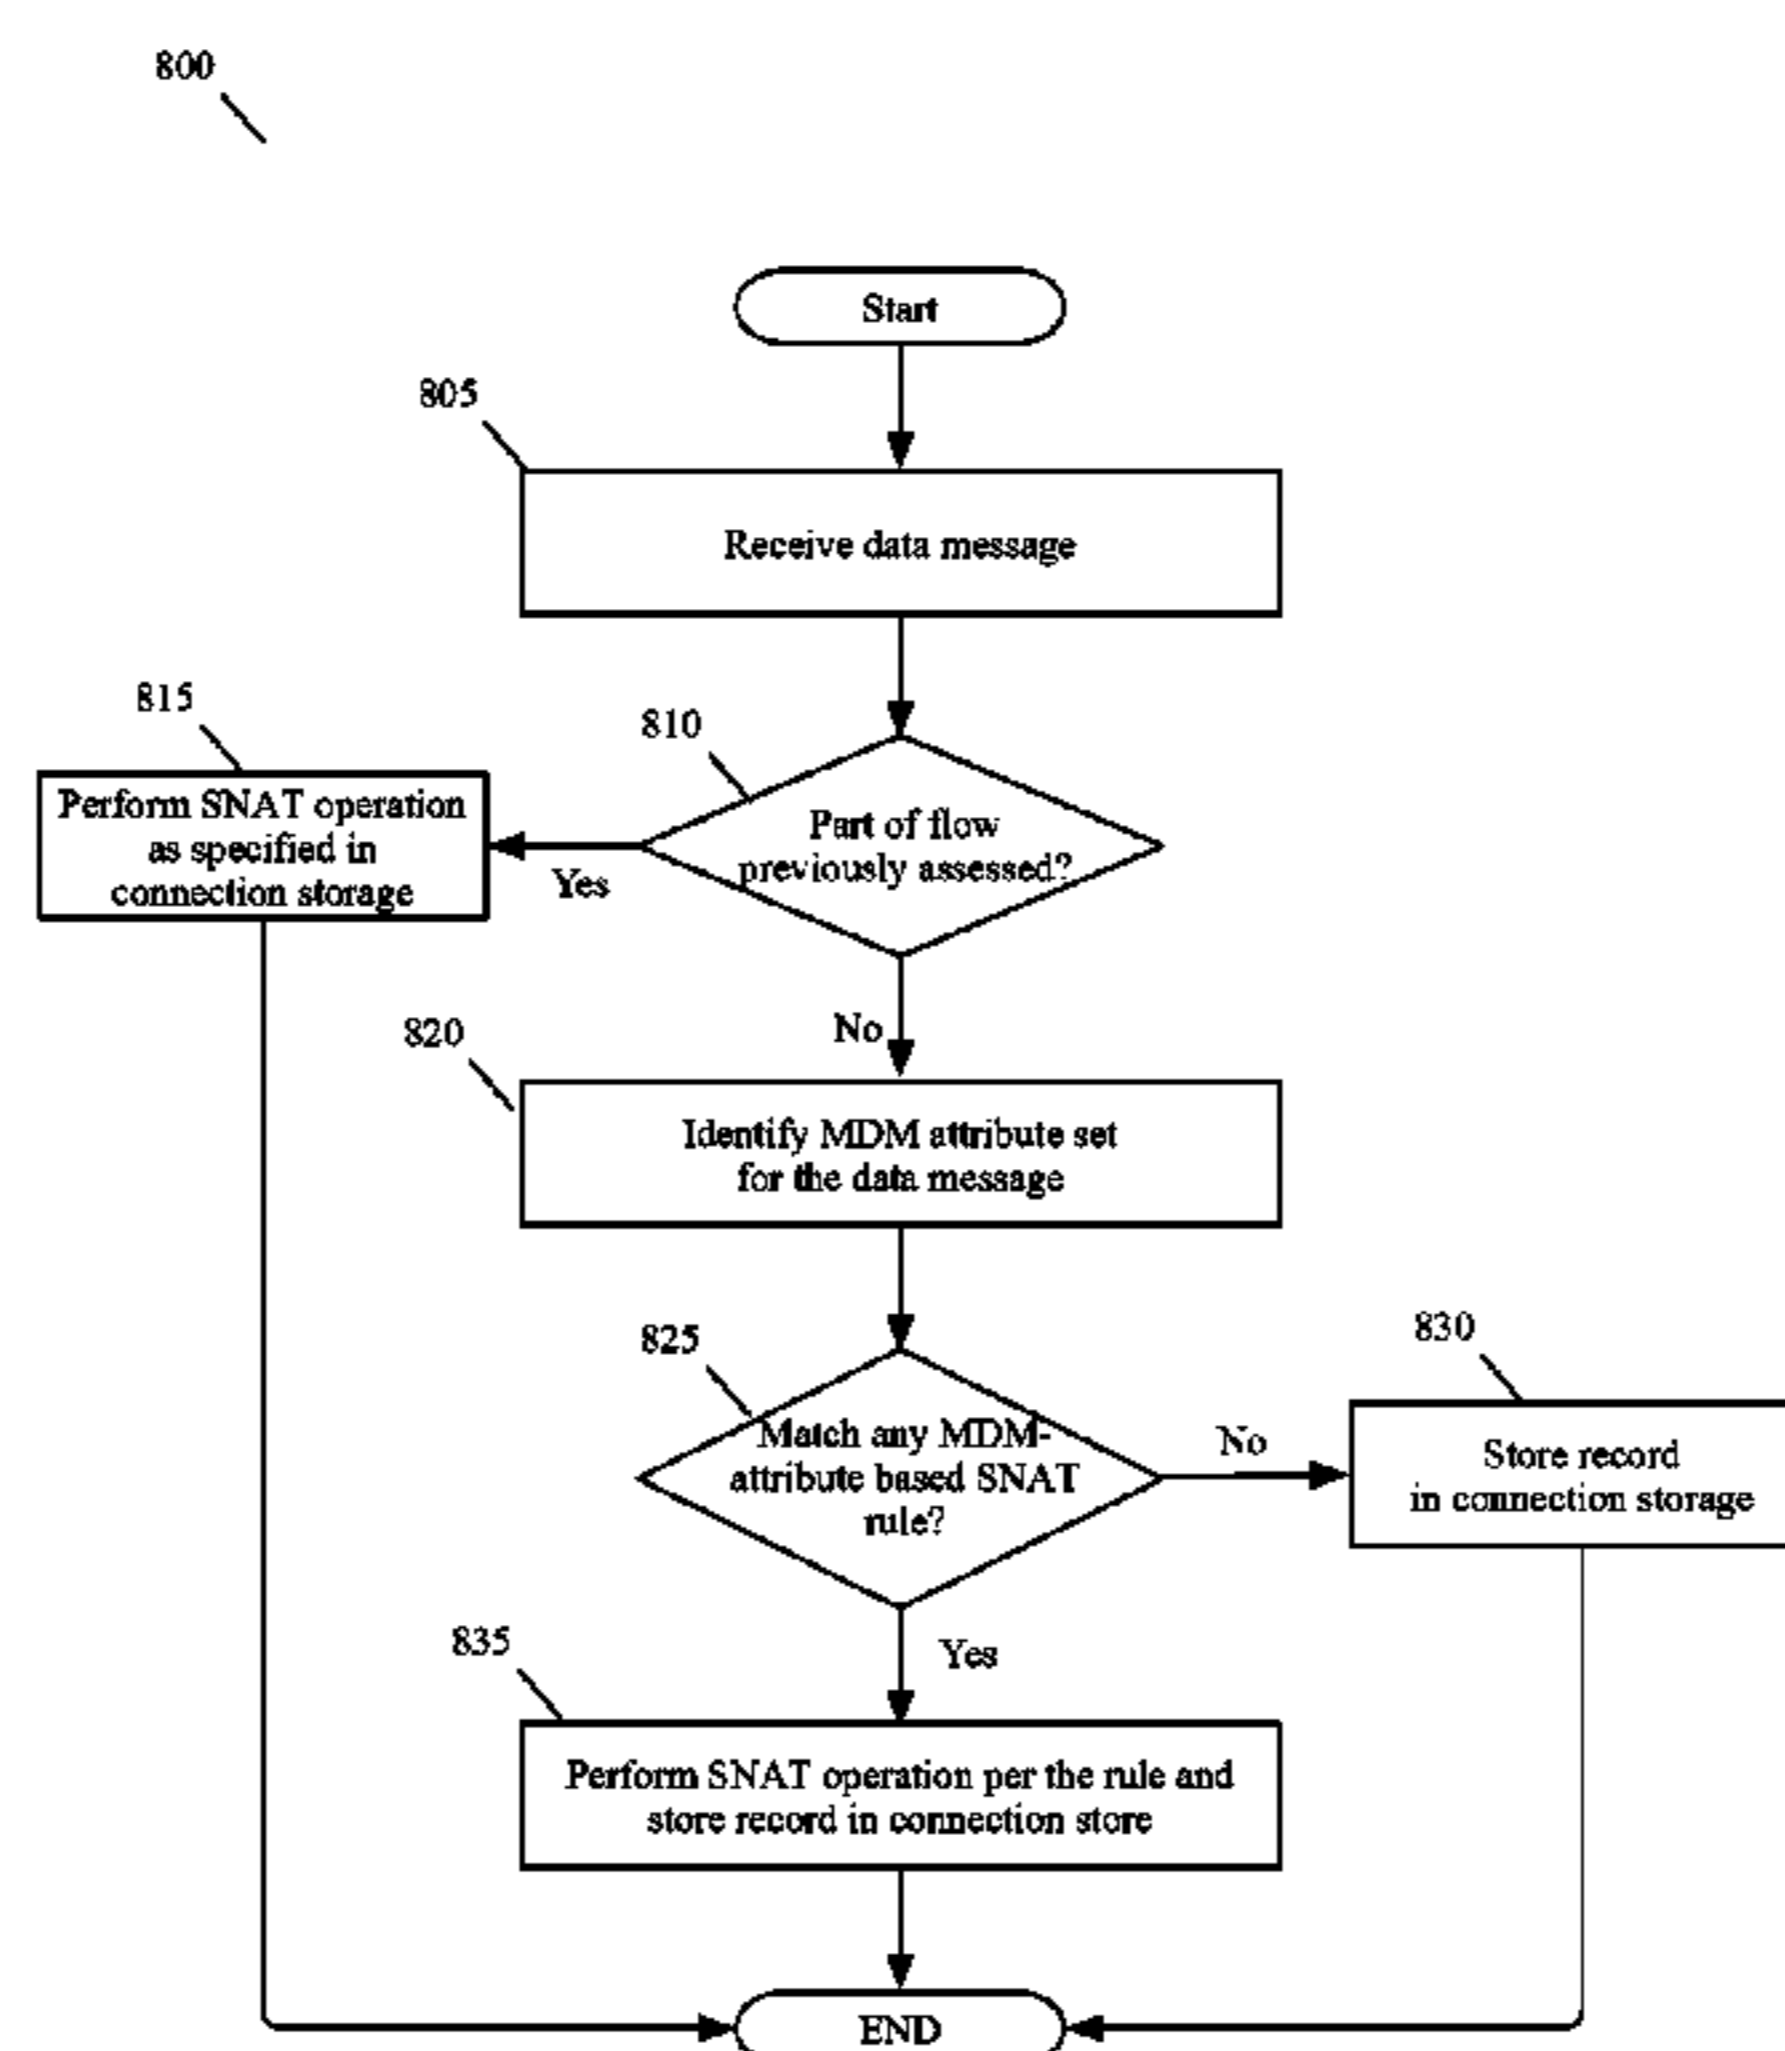 800
Start
805
Receive data message
815
810
Perform SNAT operation
as specified in
connection storage
Part of flow
previously assessed?
Yes
No
820
Identify MDM attribute set
for the data message
825
830
Match any MDM-
attribute based SNAT
rule?
No
Store record
in connection storage
Yes
835
Perform SNAT operation per the rule and
store record in connection store
END